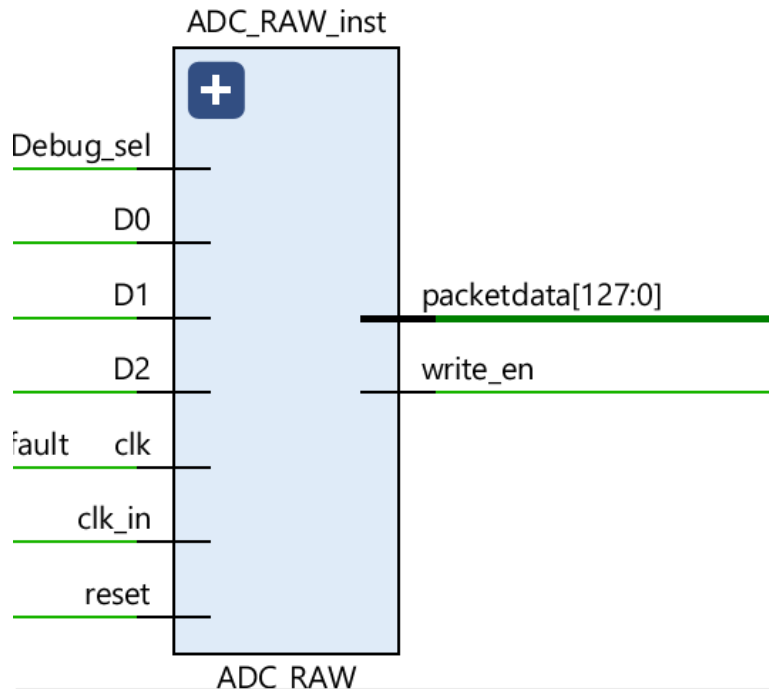 ADC_RAW_inst
Debug_sel
D0
D1
packetdata[127:0]
D2
write_en
fault clk
clk_in
reset
ADC_RAW